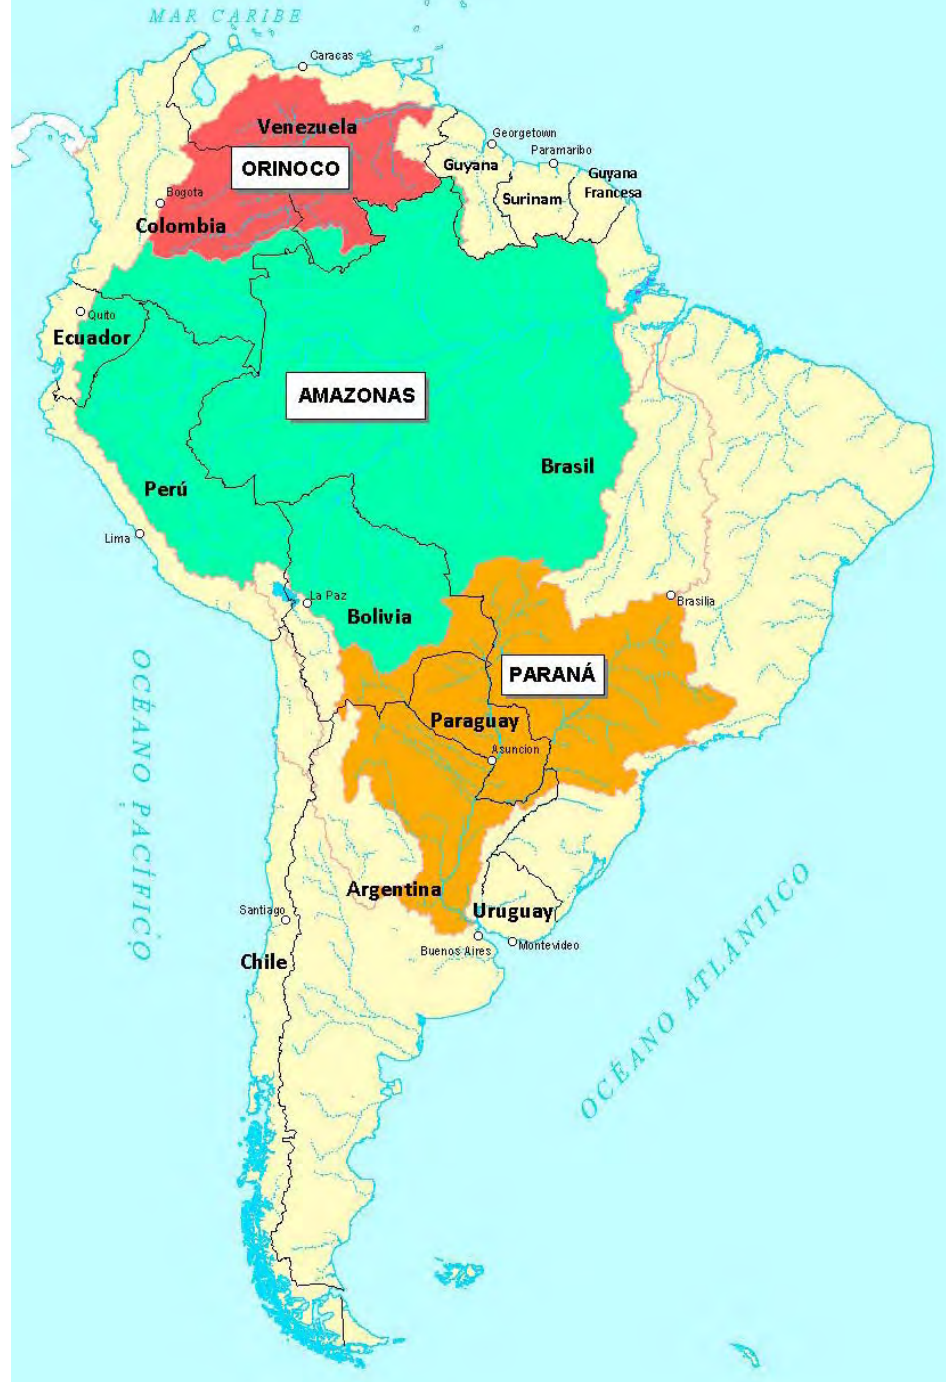 MAR CARIBE
Caracas
Venezuela
Georgetown
Paramaribo
ORINOCO
Guyana
Guyana
Francesa
Surinam
Bogota
Colombia
Quito
Ecuador
AMAZONAS
Brasil
Perú
Lima
La Paz
Brasilia
Bolivia
PARANÁ
OCÉANO PACÍFICO
Paraguay
Asuncion
Argentina
Santiago
Uruguay
Buenos Aires
Montevideo
Chile
OCÉANO ATLÁNTICO